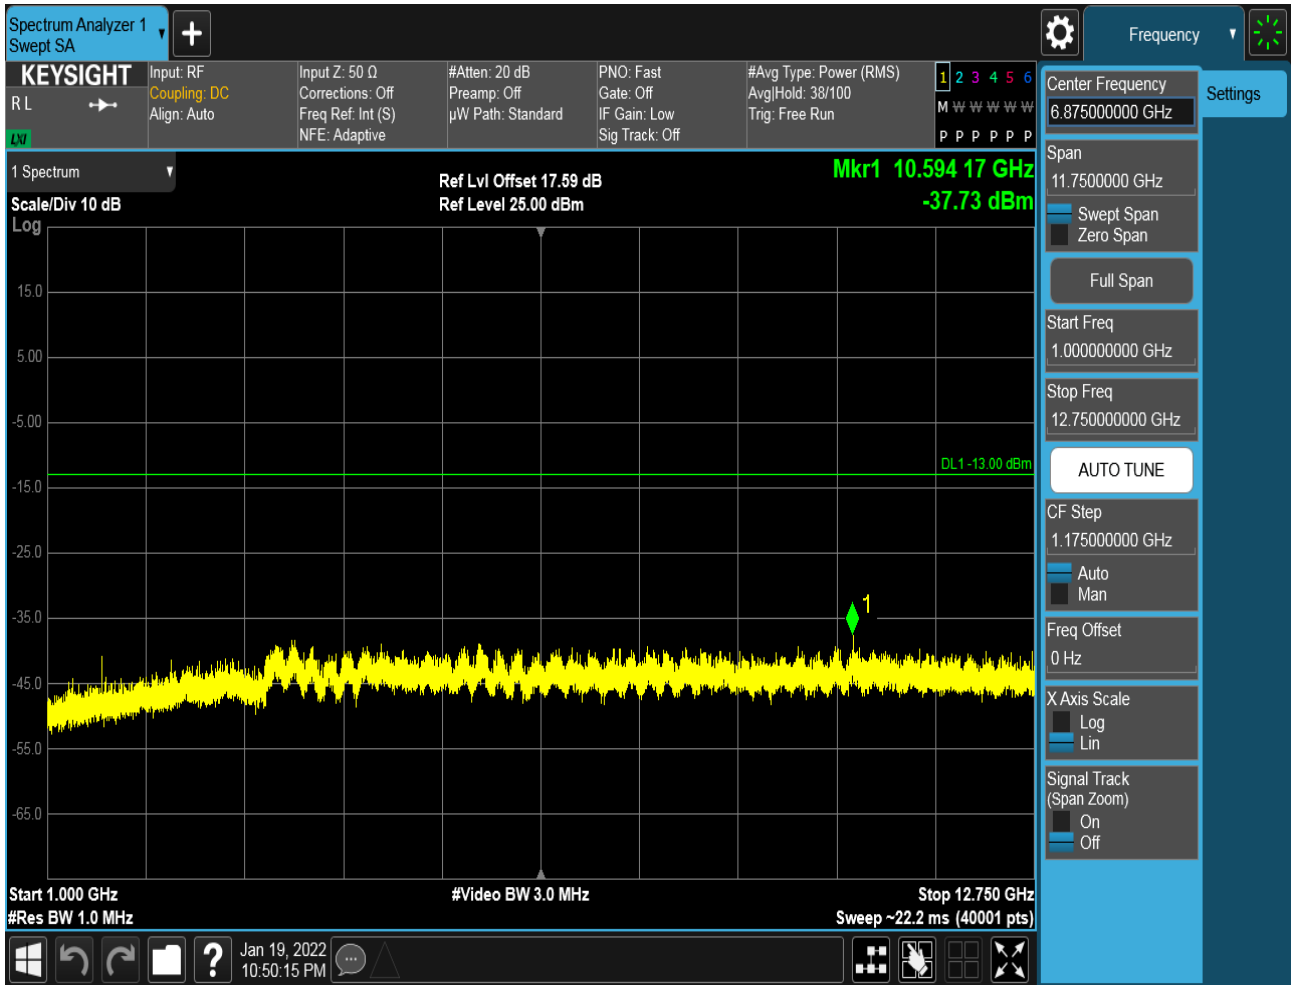 Spectrum Analyzer 1
Swept SA
Frequency
KEYSIGHT
R L
LXI
Input: RF
Coupling: DC
Align: Auto
Input Z: 50 Ω
Corrections: Off
Freq Ref: Int (S)
NFE: Adaptive
#Atten: 20 dB
Preamp: Off
µW Path: Standard
PNO: Fast
Gate: Off
IF Gain: Low
Sig Track: Off
#Avg Type: Power (RMS)
Avg|Hold: 38/100
Trig: Free Run
1 2 3 4 5 6
M W W W W W
P P P P P P
1 Spectrum
Scale/Div 10 dB
Log
Ref Lvl Offset 17.59 dB
Ref Level 25.00 dBm
Mkr1 10.594 17 GHz
-37.73 dBm
15.0
5.00
-5.00
DL1 -13.00 dBm
-15.0
-25.0
-35.0
1
-45.0
-55.0
-65.0
Start 1.000 GHz
#Res BW 1.0 MHz
#Video BW 3.0 MHz
Stop 12.750 GHz
Sweep ~22.2 ms (40001 pts)
Center Frequency
6.875000000 GHz
Settings
Span
11.7500000 GHz
Swept Span
Zero Span
Full Span
Start Freq
1.000000000 GHz
Stop Freq
12.750000000 GHz
AUTO TUNE
CF Step
1.175000000 GHz
Auto
Man
Freq Offset
0 Hz
X Axis Scale
Log
Lin
Signal Track
(Span Zoom)
On
Off
?
Jan 19, 2022
10:50:15 PM